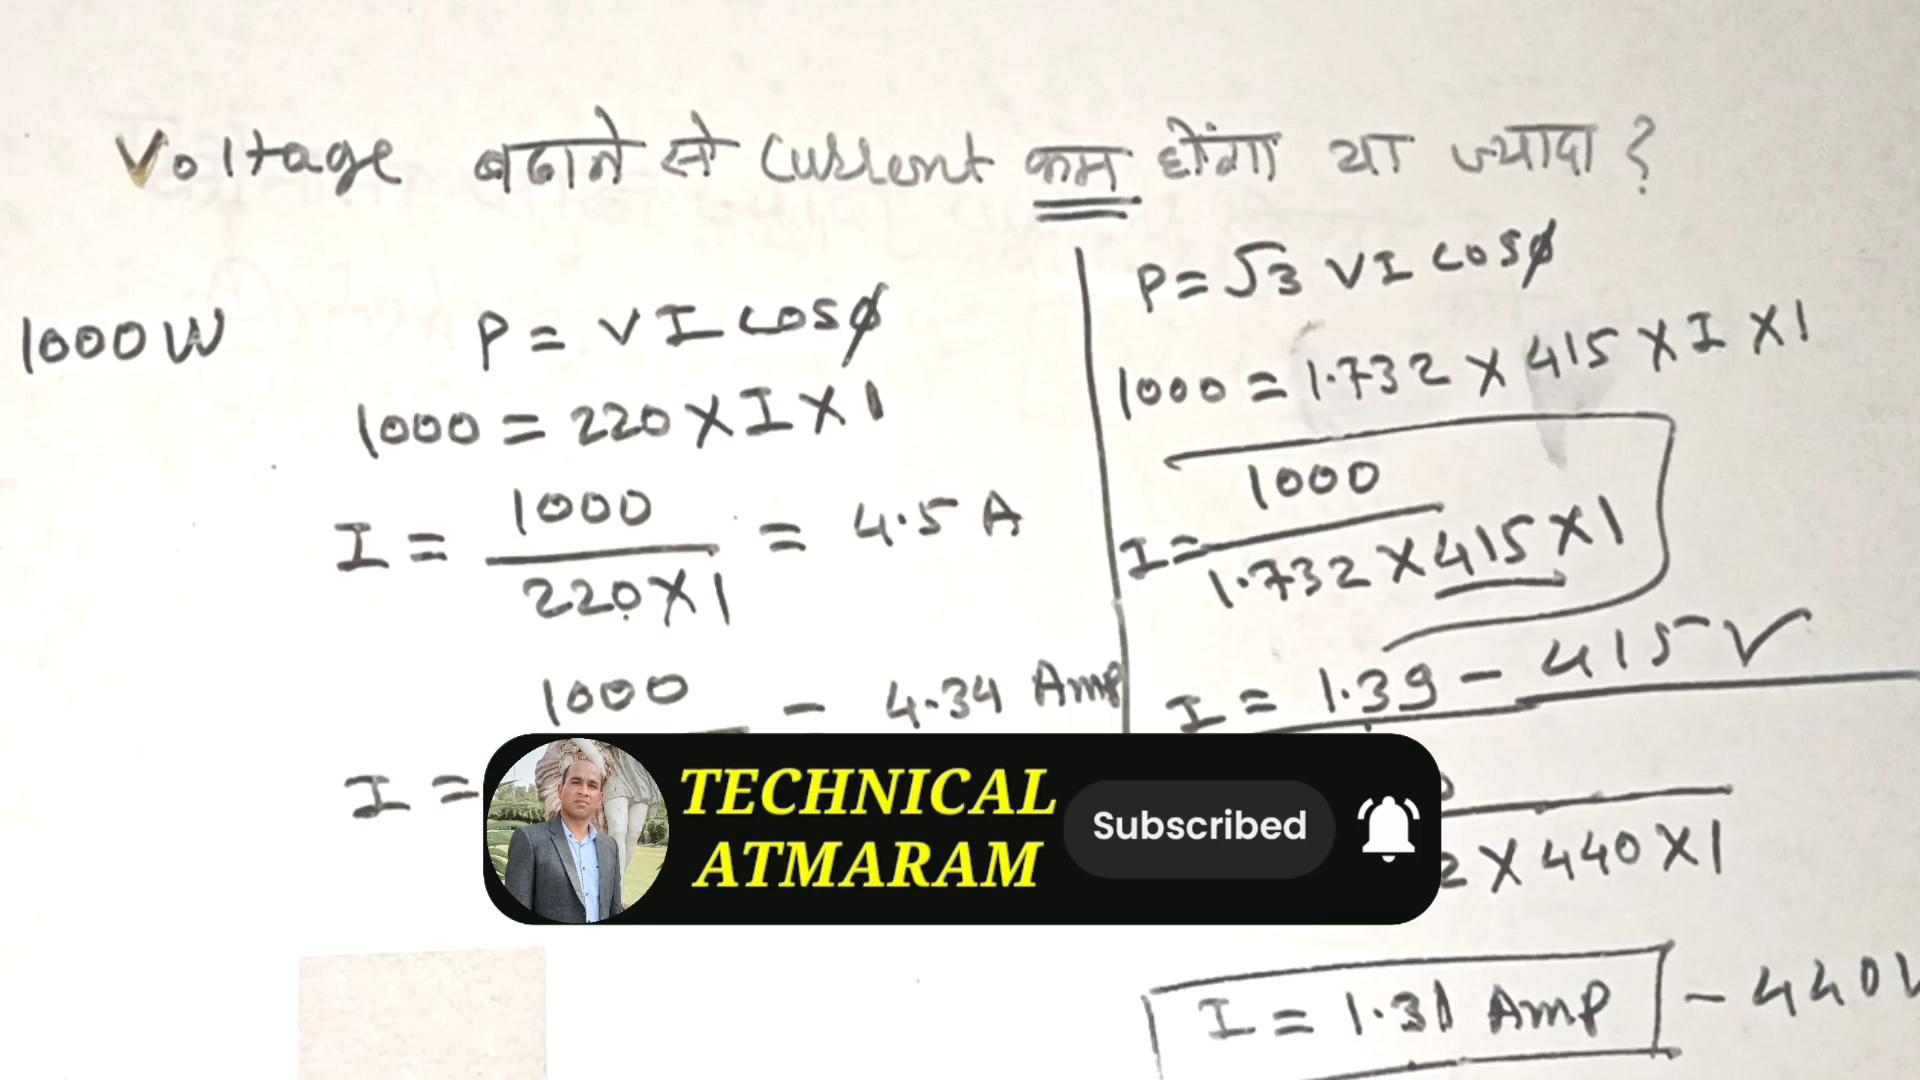 Voltage बढाने से Current कम होंगा या ज्यादा ?
1000 W
P = VI cosϕ
1000 = 220 X I X 1
I = 1000 / 220 X 1 = 4.5 A
I = 1000 - 4.34 Amp
P = √3 VI cosϕ
1000 = 1.732 X 415 X I X 1
I = 1000 / 1.732 X 415 X 1
I = 1.39 - 415 V
2 X 440 X 1
I = 1.31 Amp - 440V
TECHNICAL
ATMARAM
Subscribed